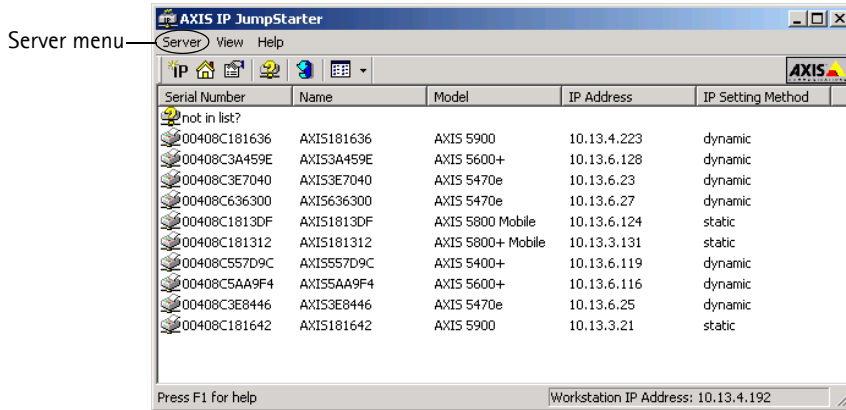 AXIS IP JumpStarter
Server menu
Server View Help
IP
AXIS
Serial Number Name Model IP Address IP Setting Method
not in list?
00408C181636 AXIS181636 AXIS 5900 10.13.4.223 dynamic
00408C3A459E AXIS3A459E AXIS 5600+ 10.13.6.128 dynamic
00408C3E7040 AXIS3E7040 AXIS 5470e 10.13.6.23 dynamic
00408C636300 AXIS636300 AXIS 5470e 10.13.6.27 dynamic
00408C1813DF AXIS1813DF AXIS 5800 Mobile 10.13.6.124 static
00408C181312 AXIS181312 AXIS 5800+ Mobile 10.13.3.131 static
00408C557D9C AXIS557D9C AXIS 5400+ 10.13.6.119 dynamic
00408C5AA9F4 AXIS5AA9F4 AXIS 5600+ 10.13.6.116 dynamic
00408C3E8446 AXIS3E8446 AXIS 5470e 10.13.6.25 dynamic
00408C181642 AXIS181642 AXIS 5900 10.13.3.21 static
Press F1 for help Workstation IP Address: 10.13.4.192